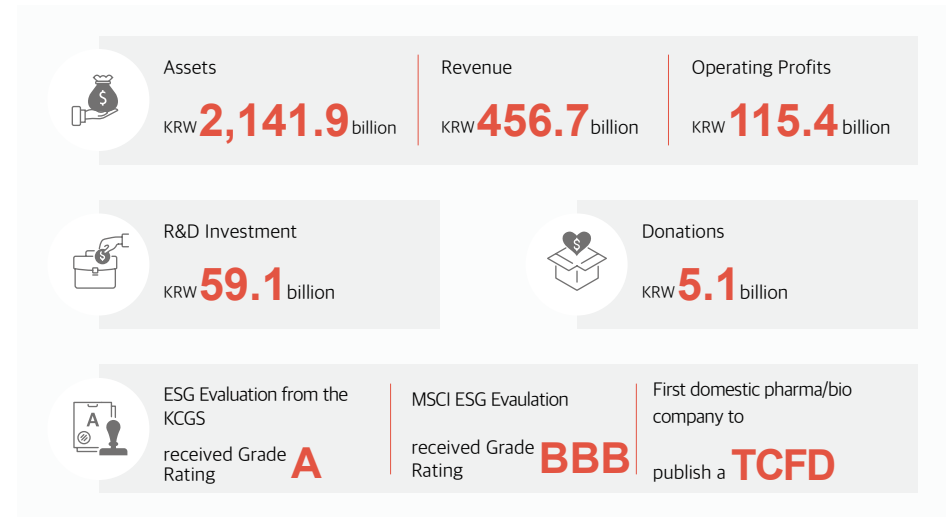 Assets
KRW 2,141.9 billion
Revenue
KRW 456.7 billion
Operating Profits
KRW 115.4 billion
$
R&D Investment
KRW 59.1 billion
$
Donations
KRW 5.1 billion
$
ESG Evaluation from the
KCGS
received Grade
Rating A
MSCI ESG Evaulation
received Grade
Rating BBB
First domestic pharma/bio
company to
publish a TCFD
A